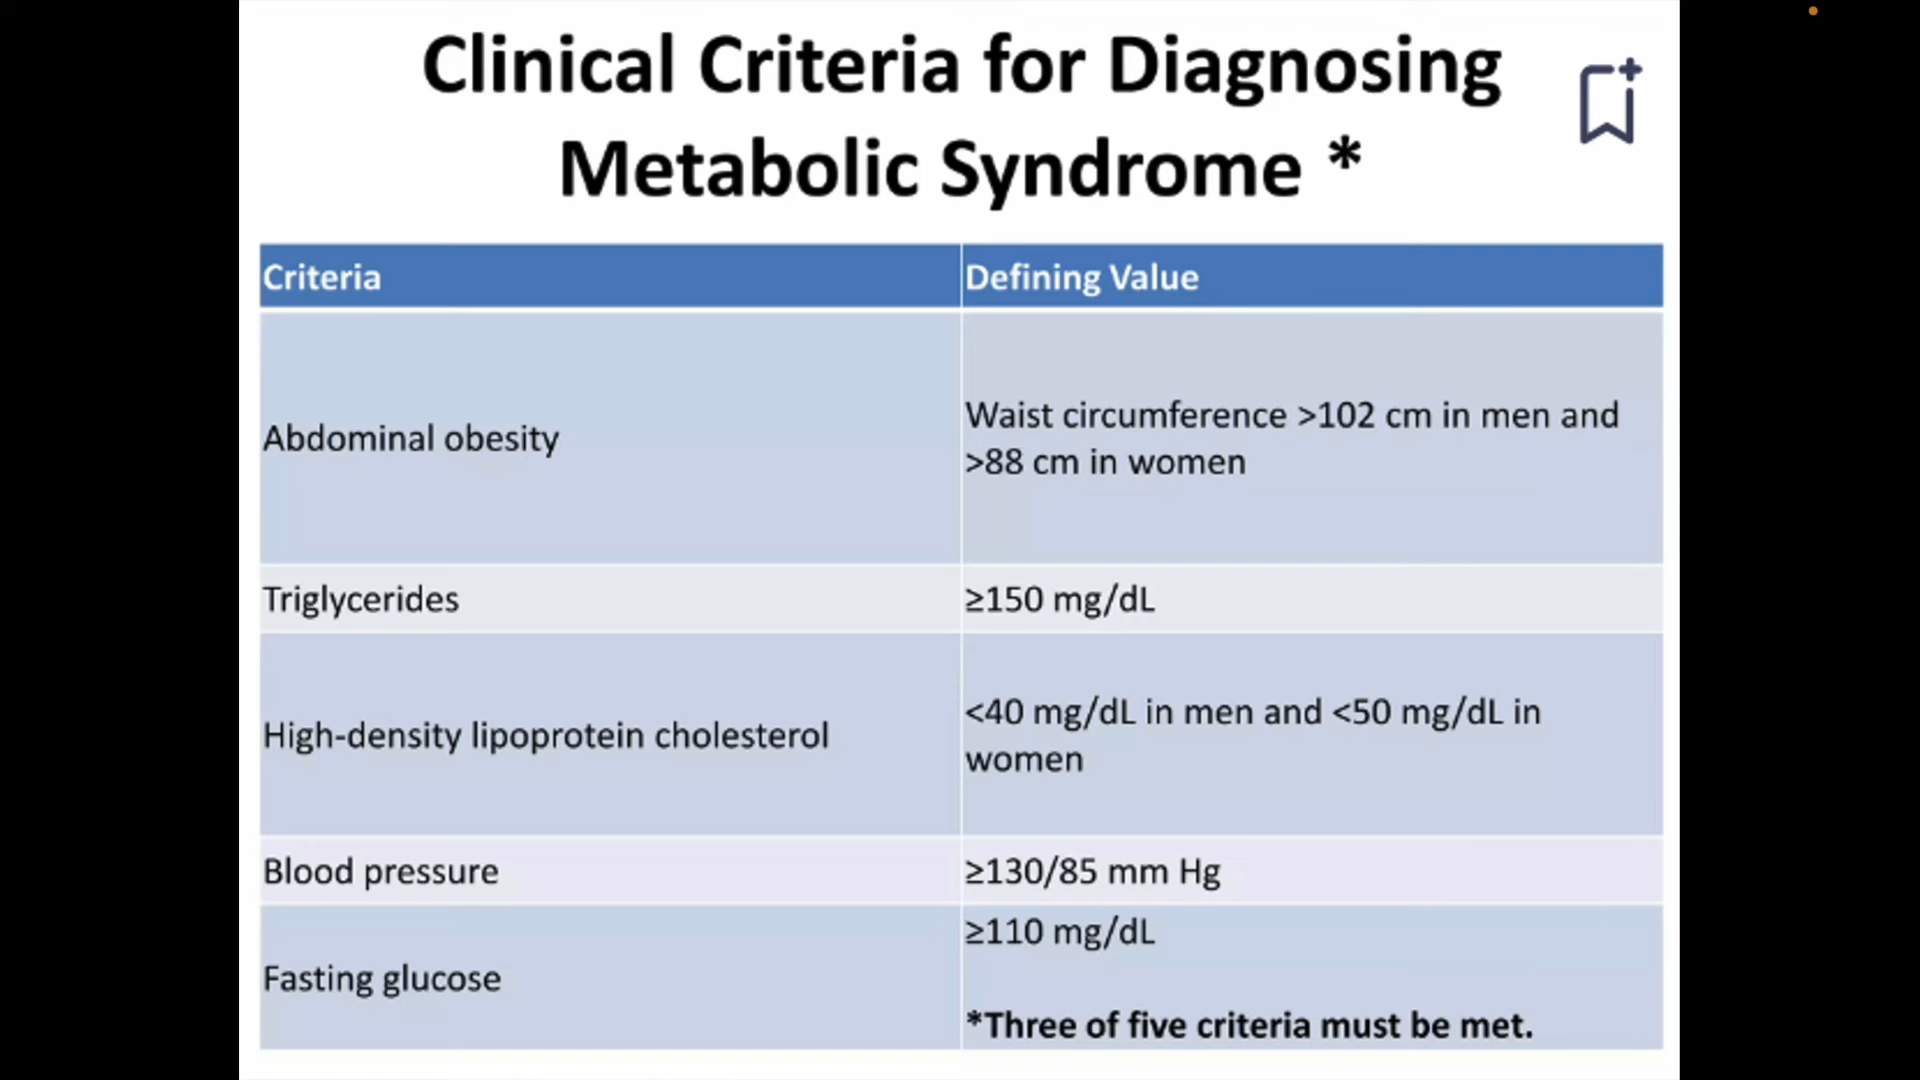 Clinical Criteria for Diagnosing
Metabolic Syndrome *
Criteria
Defining Value
Abdominal obesity
Waist circumference >102 cm in men and
>88 cm in women
Triglycerides
≥150 mg/dL
High-density lipoprotein cholesterol
<40 mg/dL in men and <50 mg/dL in
women
Blood pressure
≥130/85 mm Hg
Fasting glucose
≥110 mg/dL
*Three of five criteria must be met.